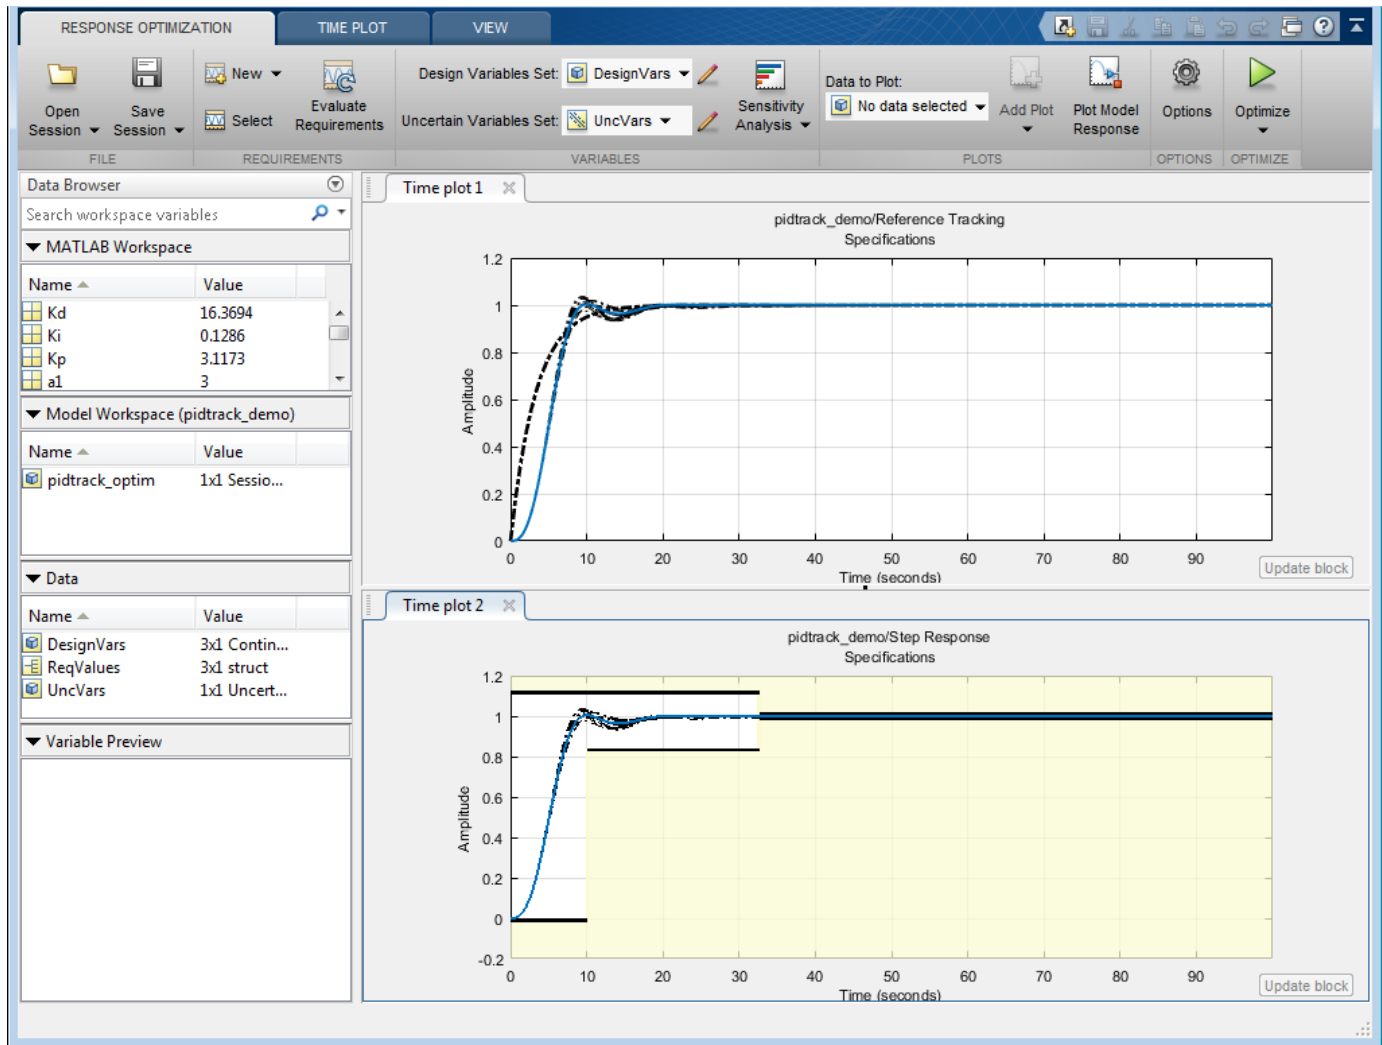 RESPONSE OPTIMIZATION
TIME PLOT
VIEW
Open Session
Save Session
New
Select
Evaluate Requirements
Design Variables Set:
DesignVars
Uncertain Variables Set:
UncVars
Sensitivity Analysis
Data to Plot:
No data selected
Add Plot
Plot Model Response
Options
Optimize
FILE
REQUIREMENTS
VARIABLES
PLOTS
OPTIONS
OPTIMIZE
Data Browser
Search workspace variables
MATLAB Workspace
Name Value
Kd 16.3694
Ki 0.1286
Kp 3.1173
a1 3
Model Workspace (pidtrack_demo)
Name Value
pidtrack_optim 1x1 Sessio...
Data
Name Value
DesignVars 3x1 Contin...
ReqValues 3x1 struct
UncVars 1x1 Uncert...
Variable Preview
Time plot 1
pidtrack_demo/Reference Tracking
Specifications
1.2
1
0.8
0.6
0.4
0.2
0
Amplitude
0 10 20 30 40 50 60 70 80 90
Time (seconds)
Update block
Time plot 2
pidtrack_demo/Step Response
Specifications
1.2
1
0.8
0.6
0.4
0.2
0
-0.2
Amplitude
0 10 20 30 40 50 60 70 80 90
Time (seconds)
Update block